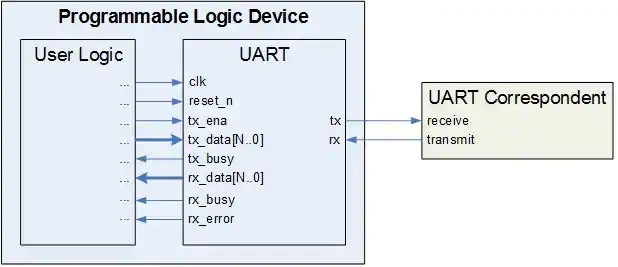 Programmable Logic Device
User Logic
UART
... clk
... reset_n
... tx_ena
... tx_data[N..0]
... tx_busy
... rx_data[N..0]
... rx_busy
... rx_error
tx
rx
UART Correspondent
receive
transmit